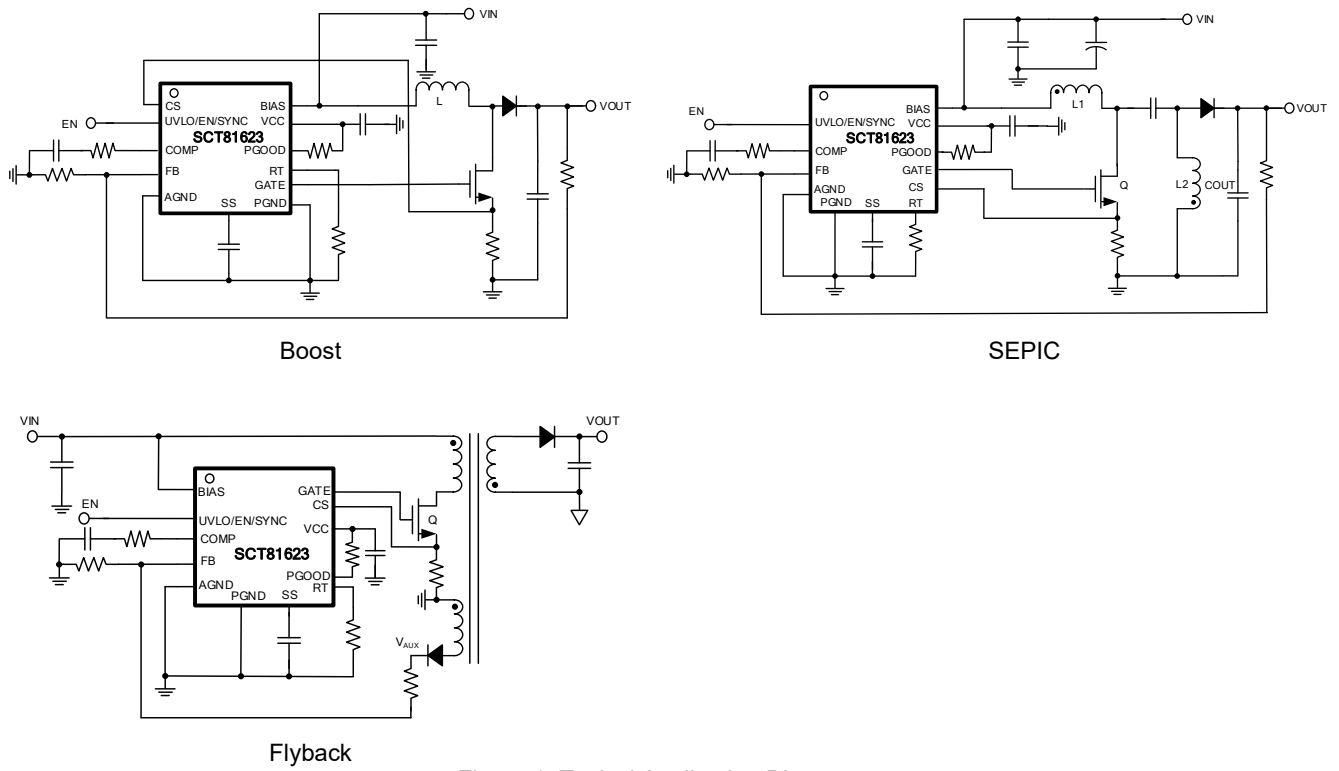 VIN
CS
BIAS
L
VOUT
EN
UVLO/EN/SYNC
VCC
SCT81623
COMP
PGOOD
FB
RT
GATE
AGND
SS
PGND
Boost
VIN
BIAS
L1
VOUT
EN
UVLO/EN/SYNC
VCC
SCT81623
COMP
PGOOD
FB
GATE
Q
L2
COUT
AGND
CS
PGND
SS
RT
SEPIC
VIN
VOUT
BIAS
GATE
CS
EN
Q
UVLO/EN/SYNC
VCC
COMP
SCT81623
FB
PGOOD
AGND
RT
PGND
SS
VAUX
Flyback